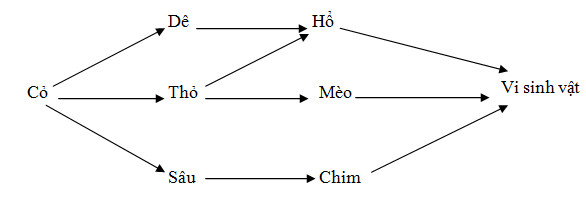 Dê Hổ
Cỏ Thỏ Mèo Vi sinh vật
Sâu Chim